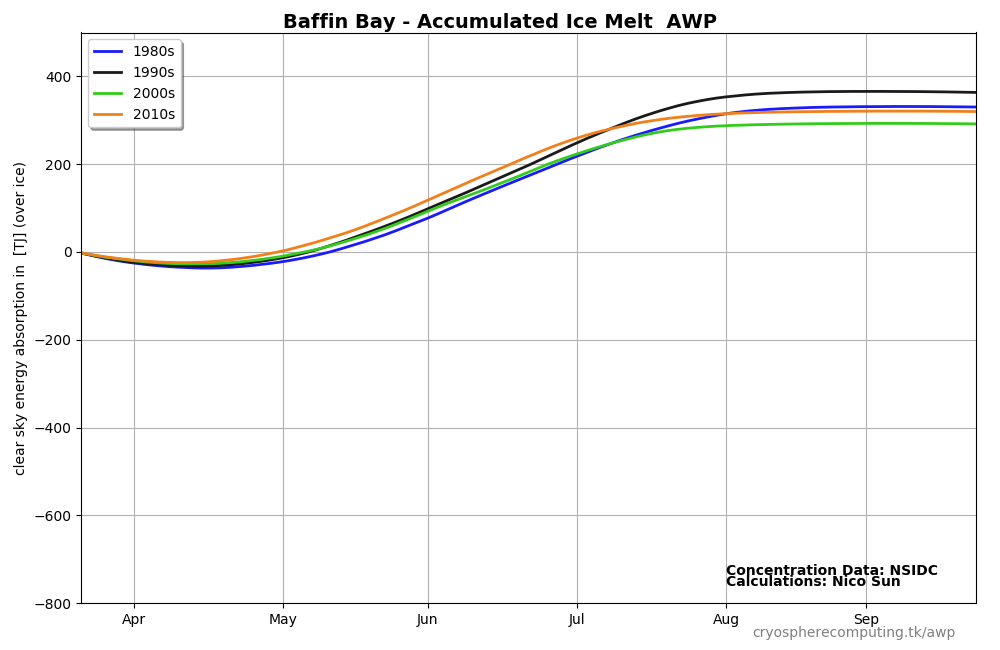 Baffin Bay - Accumulated Ice Melt  AWP
1980s
1990s
2000s
2010s
clear sky energy absorption in  [TJ] (over ice)
400
200
0
−200
−400
−600
−800
Apr
May
Jun
Jul
Aug
Sep
Concentration Data: NSIDC
Calculations: Nico Sun
cryospherecomputing.tk/awp